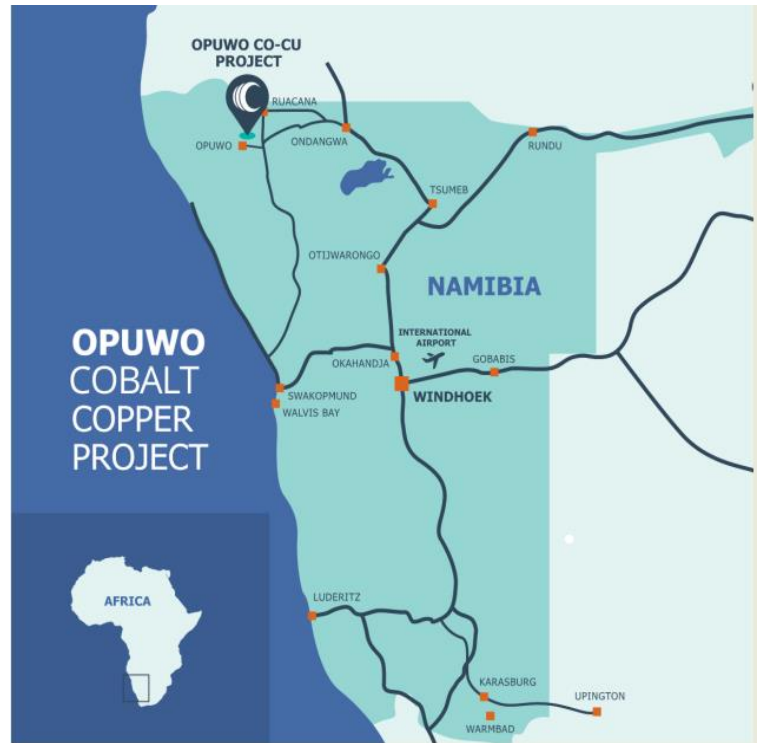 OPUWO CO-CU
PROJECT
RUACANA
OPUWO
ONDANGWA
RUNDU
TSUMEB
OTIJWARONGO
NAMIBIA
INTERNATIONAL
AIRPORT
OKAHANDJA
GOBABIS
WINDHOEK
SWAKOPMUND
WALVIS BAY
OPUWO
COBALT
COPPER
PROJECT
AFRICA
LUDERITZ
KARASBURG
UPINGTON
WARMBAD